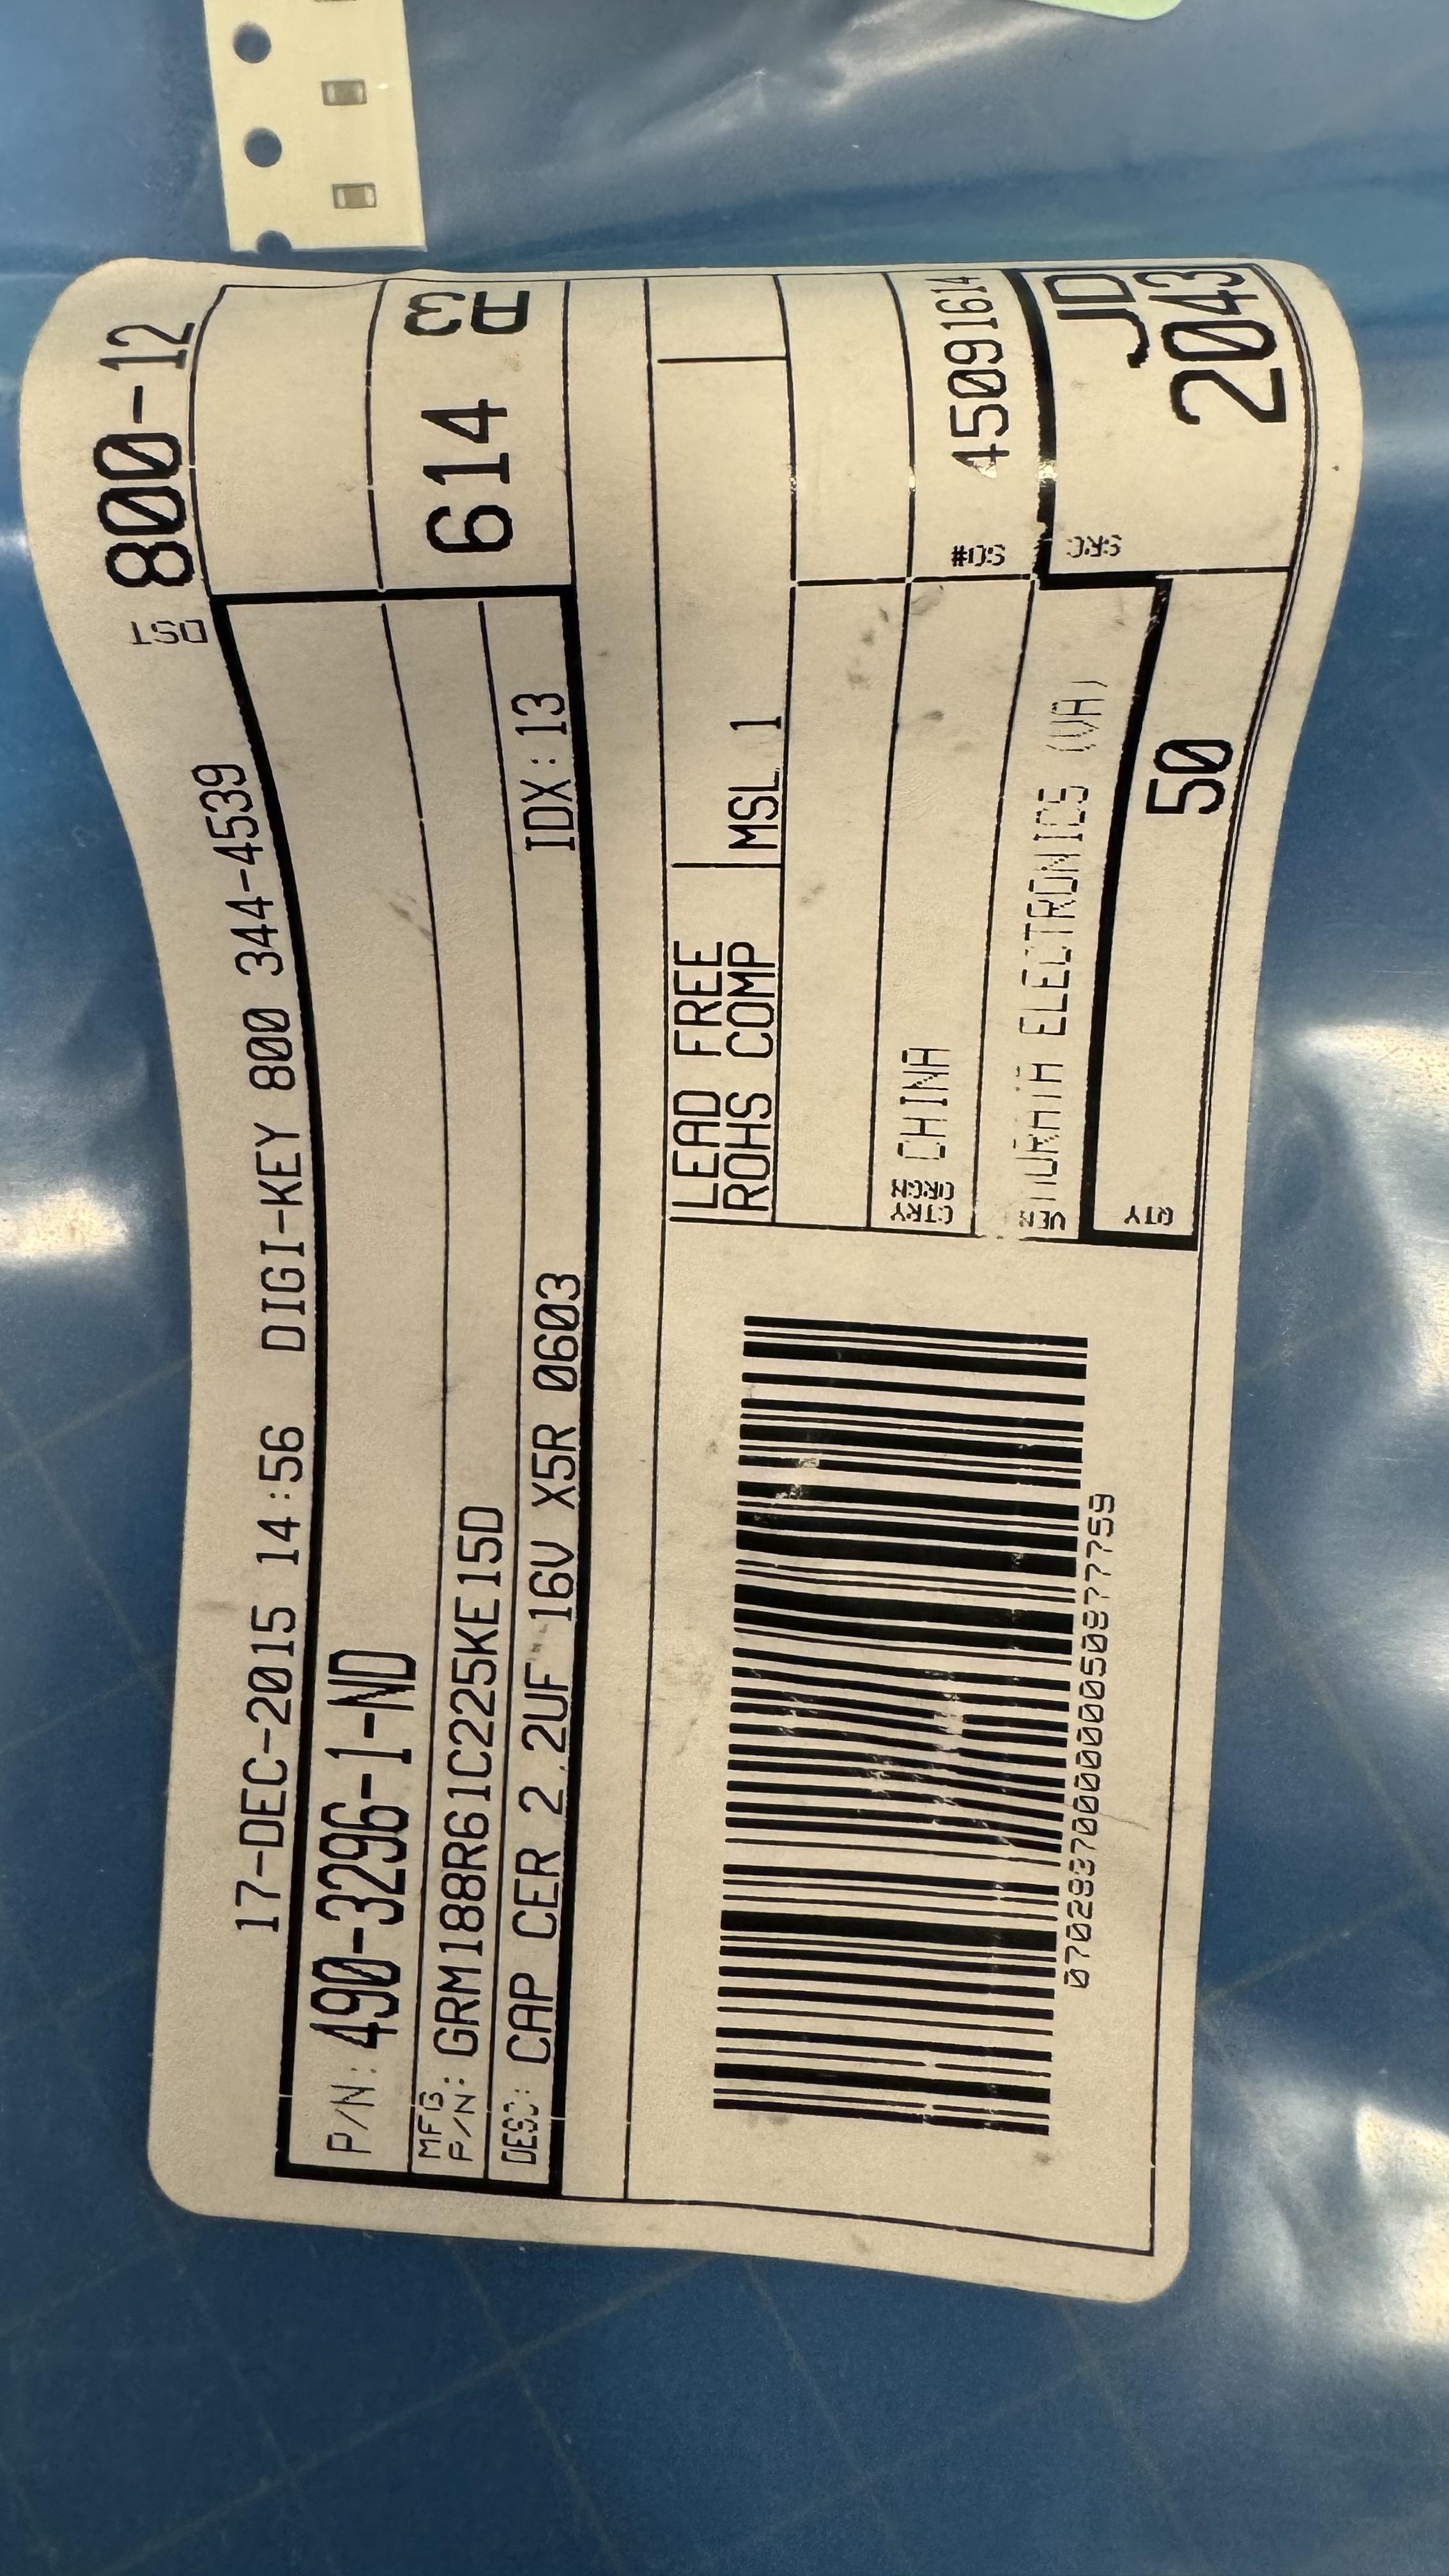 DST 800-12
17-DEC-2015 14:56 DIGI-KEY 800 344-4539
P/N: 490-3296-1-ND
MFG P/N: GRM188R61C225KE15D
DESC: CAP CER 2.2UF 16V X5R 0603 IDX:13
614 A3
LEAD FREE
ROHS COMP
MSL 1
CTRY ORGN CHINA
SO# 45091614
VEN MURATA ELECTRONICS (VA)
SRC JD
2043
QTY 50